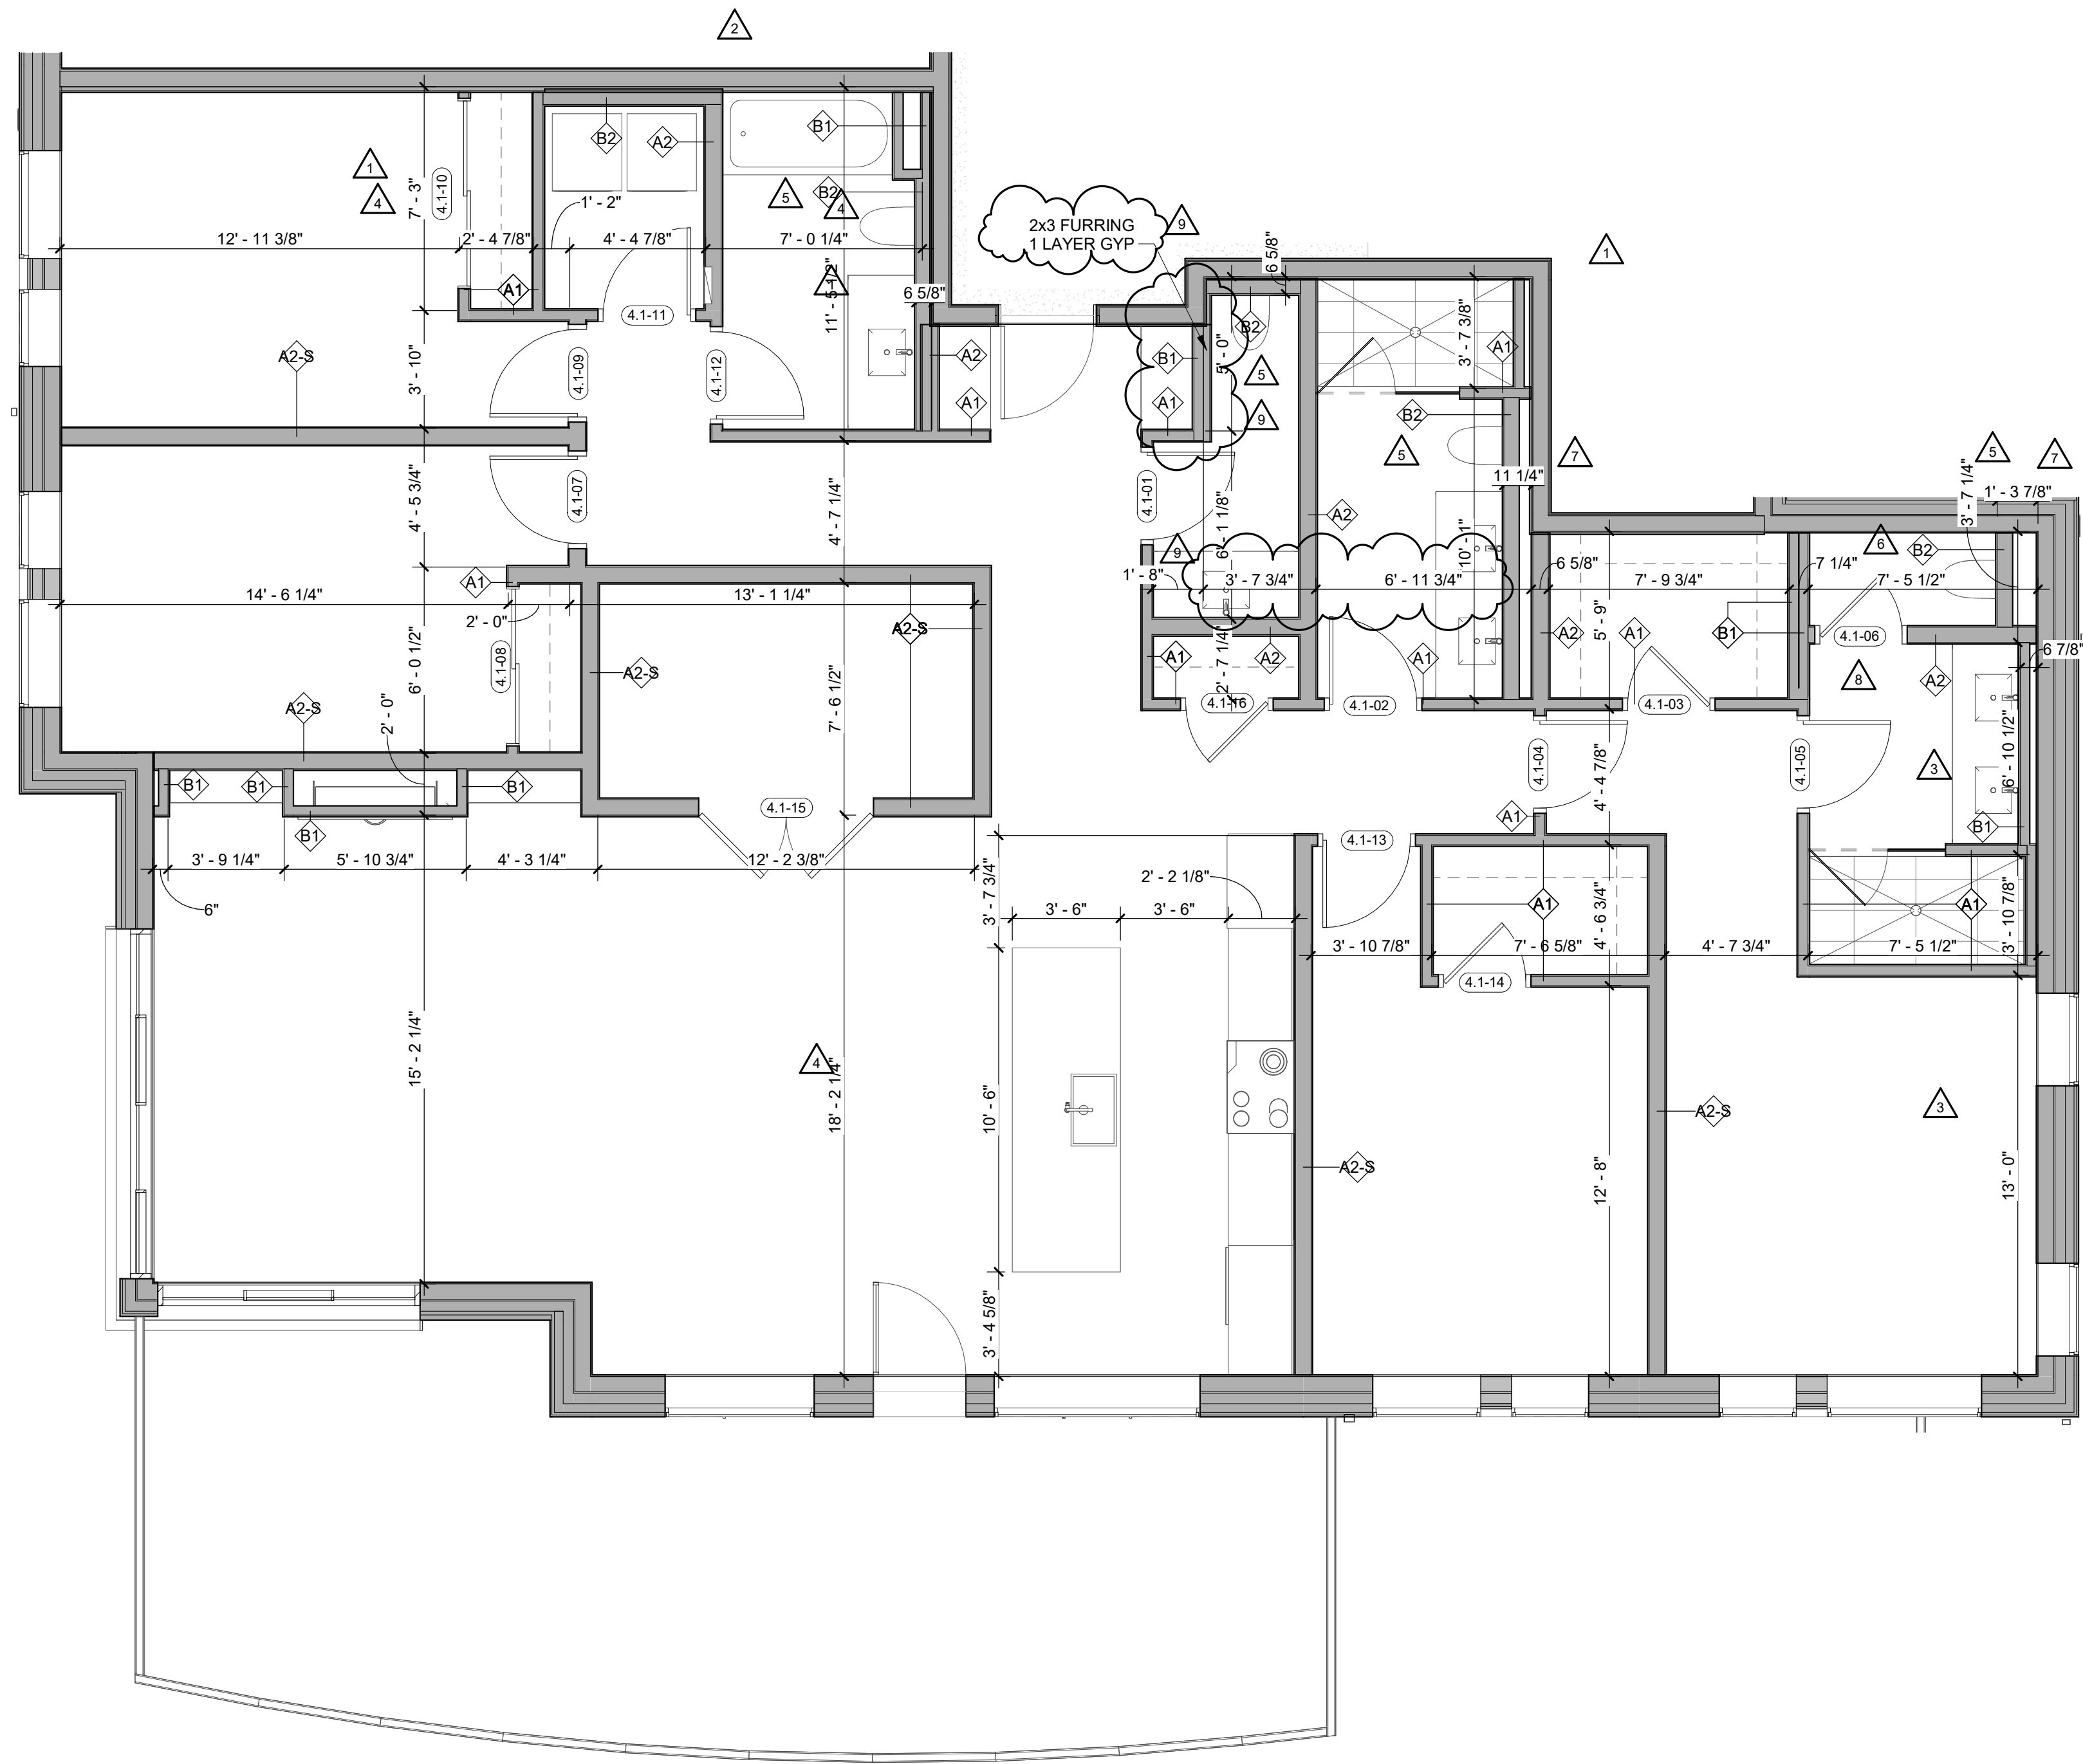 2
B1
B2
A2
1
4
4.1-10
7' - 3"
B2
5
4
1' - 2"
2x3 FURRING
1 LAYER GYP
9
12' - 11 3/8"
2' - 4 7/8"
4' - 4 7/8"
7' - 0 1/4"
6 5/8"
1
A1
6 5/8"
4.1-11
11' - 5 1/2"
B2
A2-S
3' - 10"
4.1-09
4.1-12
A2
B1
5' - 0"
3' - 7 3/8"
A1
5
A1
A1
9
B2
5
7
5
7
4' - 5 3/4"
4.1-07
4' - 7 1/4"
4.1-01
6' - 1 1/8"
A2
11 1/4"
3' - 7 1/4"
1' - 3 7/8"
9
10' - 1"
6
B2
A1
1' - 8"
3' - 7 3/4"
6' - 11 3/4"
6 5/8"
7' - 9 3/4"
7 1/4"
7' - 5 1/2"
14' - 6 1/4"
13' - 1 1/4"
2' - 0"
A2-S
A2
5' - 9"
A1
B1
4.1-06
6 7/8"
6' - 0 1/2"
4.1-08
A2-S
7' - 6 1/2"
A1
2' - 7 1/4"
A2
A1
8
A2
A2-S
2' - 0"
4.1-16
4.1-02
4.1-03
6' - 10 1/2"
B1
B1
B1
4.1-04
4' - 4 7/8"
4.1-05
3
B1
4.1-15
A1
B1
4.1-13
3' - 9 1/4"
5' - 10 3/4"
4' - 3 1/4"
12' - 2 3/8"
3' - 7 3/4"
2' - 2 1/8"
6"
3' - 6"
3' - 6"
A1
4' - 6 3/4"
A1
3' - 10 7/8"
3' - 10 7/8"
7' - 6 5/8"
4' - 7 3/4"
7' - 5 1/2"
4.1-14
15' - 2 1/4"
4
18' - 2 1/4"
10' - 6"
A2-S
3
A2-S
12' - 8"
13' - 0"
3' - 4 5/8"